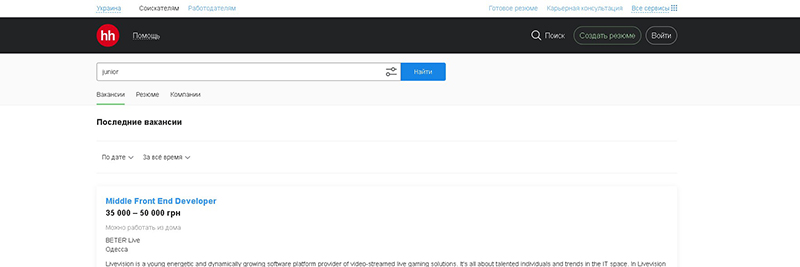 Украина Соискателям Работодателям Готовое резюме Карьерная консультация Все сервисы
hh Помощь Поиск Создать резюме Войти
junior Найти
Вакансии Резюме Компании
Последние вакансии
По дате За всё время
Middle Front End Developer
35 000 – 50 000 грн
Можно работать из дома
BETER Live
Одесса
Livevision is a young energetic and dynamically growing software platform provider of video-streamed live gaming solutions. It's all about talented individuals and trends in the IT space. In Livevision